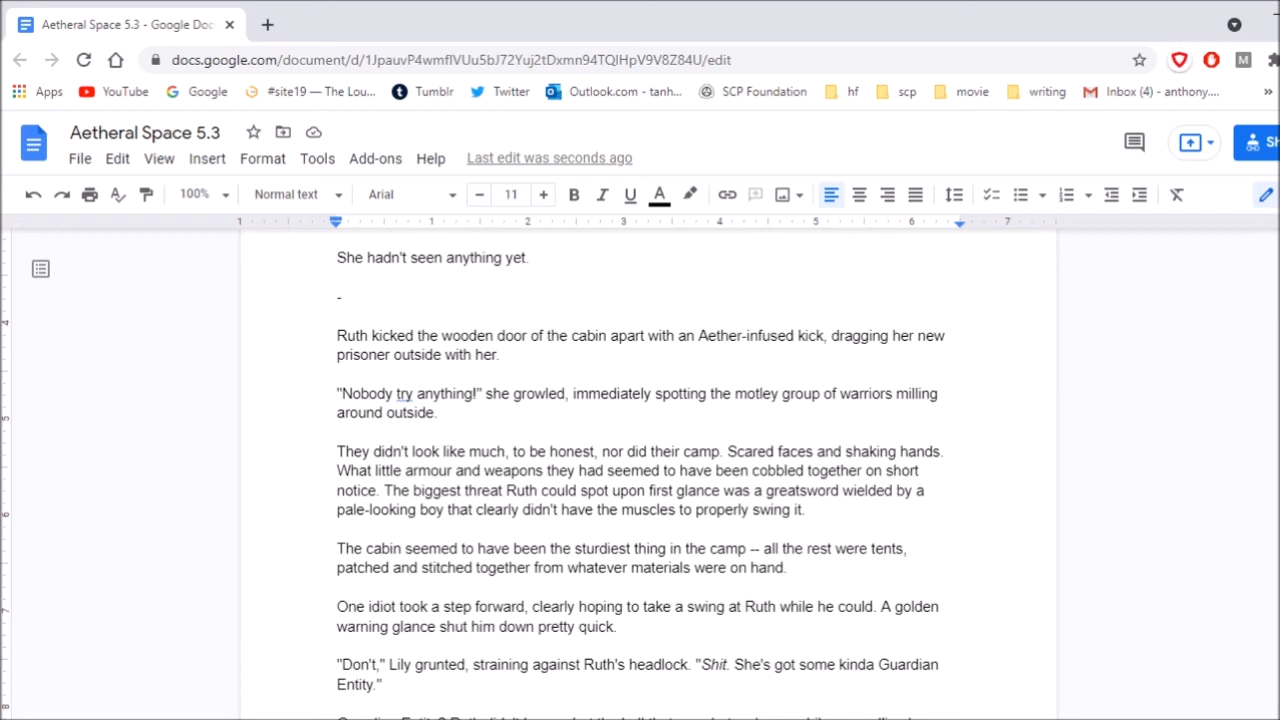 Aetheral Space 5.3 - Google Doc
docs.google.com/document/d/1JpauvP4wmflVUu5bJ72Yuj2tDxmn94TQlHpV9V8Z84U/edit
Apps YouTube Google #site19 — The Lou... Tumblr Twitter Outlook.com - tanh... SCP Foundation hf scp movie writing Inbox (4) - anthony.... »
Aetheral Space 5.3
File Edit View Insert Format Tools Add-ons Help Last edit was seconds ago
100% Normal text Arial 11
1 1 2 3 4 5 6 7
She hadn't seen anything yet.
-
Ruth kicked the wooden door of the cabin apart with an Aether-infused kick, dragging her new
prisoner outside with her.
"Nobody try anything!" she growled, immediately spotting the motley group of warriors milling
around outside.
They didn't look like much, to be honest, nor did their camp. Scared faces and shaking hands.
What little armour and weapons they had seemed to have been cobbled together on short
notice. The biggest threat Ruth could spot upon first glance was a greatsword wielded by a
pale-looking boy that clearly didn't have the muscles to properly swing it.
The cabin seemed to have been the sturdiest thing in the camp -- all the rest were tents,
patched and stitched together from whatever materials were on hand.
One idiot took a step forward, clearly hoping to take a swing at Ruth while he could. A golden
warning glance shut him down pretty quick.
"Don't," Lily grunted, straining against Ruth's headlock. "Shit. She's got some kinda Guardian
Entity."